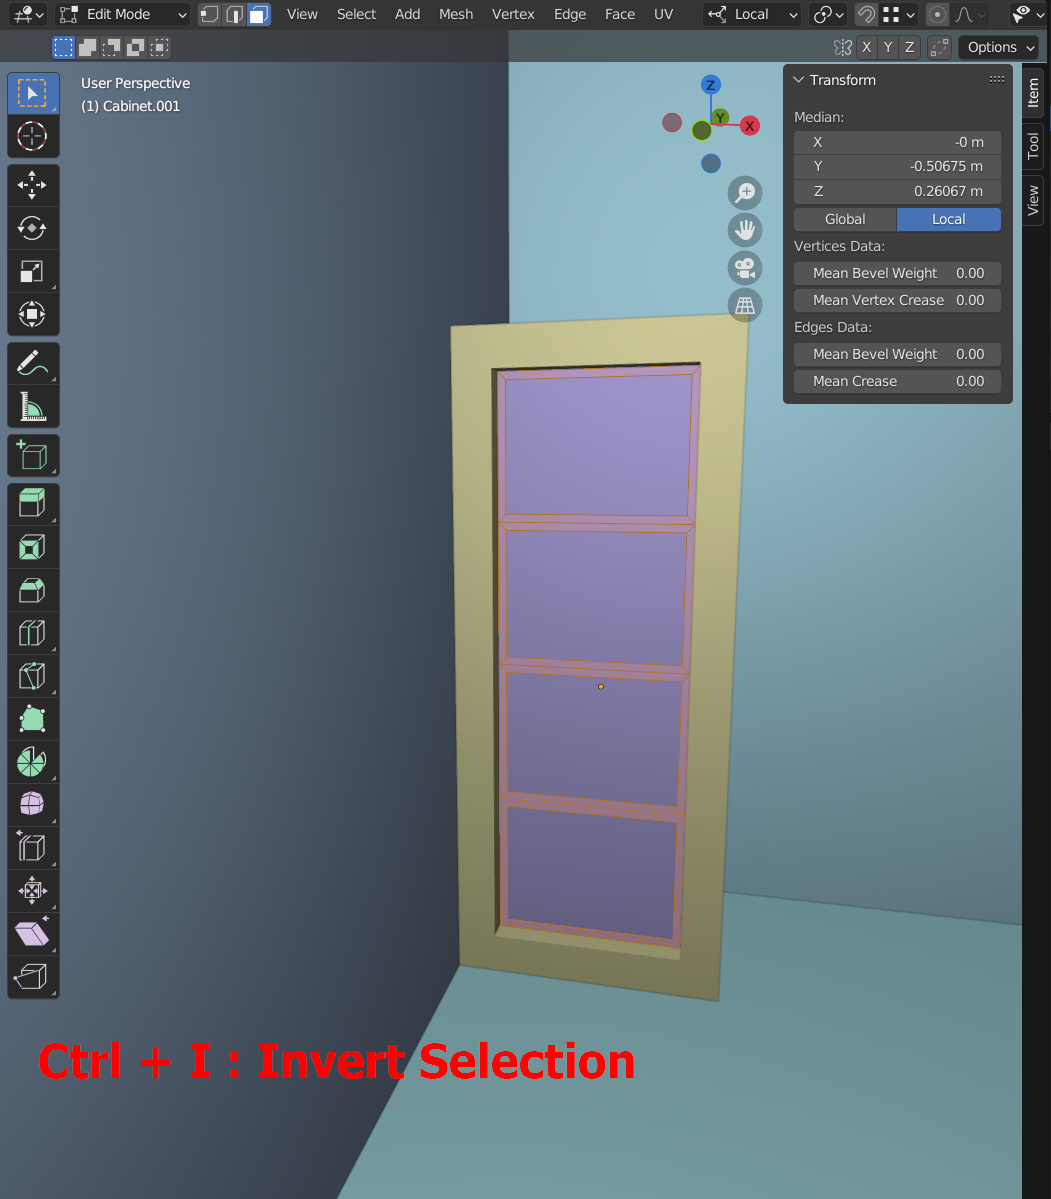 Edit Mode View Select Add Mesh Vertex Edge Face UV Local
X Y Z Options
User Perspective
(1) Cabinet.001
Z
Y
X
Transform
Median:
X -0 m
Y -0.50675 m
Z 0.26067 m
Global Local
Vertices Data:
Mean Bevel Weight 0.00
Mean Vertex Crease 0.00
Edges Data:
Mean Bevel Weight 0.00
Mean Crease 0.00
Item
Tool
View
Ctrl + I : Invert Selection